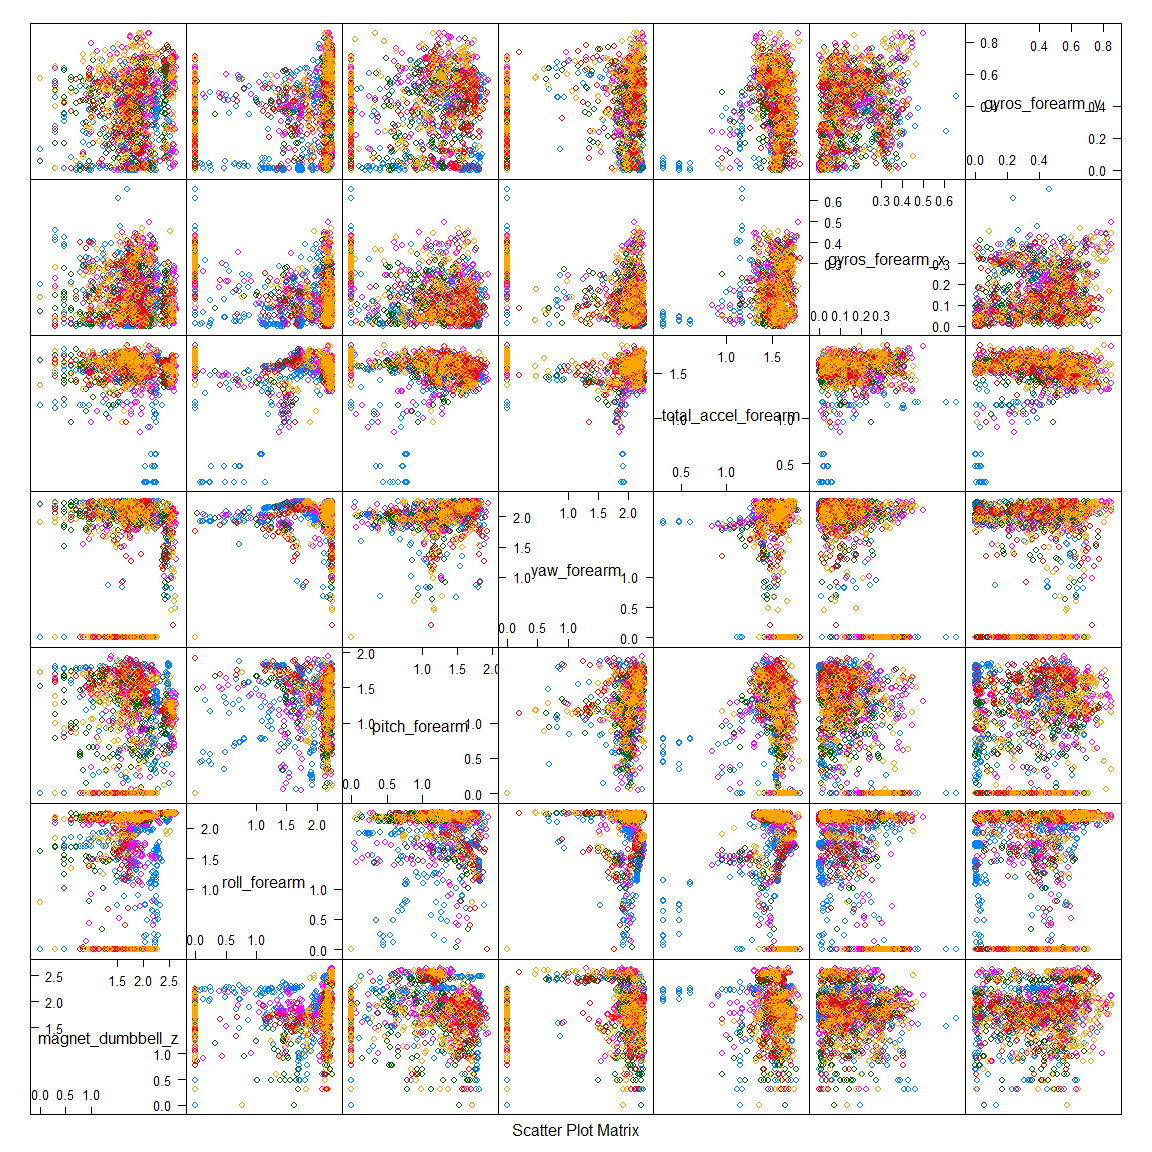 0.8 0.4 0.6 0.8
0.6
gyros_forearm_y
0.4 0.4
0.2
0.0 0.2 0.4 0.0
0.6 0.3 0.4 0.5 0.6
0.5
0.4
gyros_forearm_x
0.3 0.3
0.2
0.1
0.0 0.1 0.2 0.3 0.0
1.0 1.5
1.5
total_accel_forearm
1.0 1.0
0.5 1.0 0.5
2.0 1.0 1.5 2.0
1.5
yaw_forearm
1.0 1.0
0.5
0.0 0.5 1.0 0.0
2.0 1.0 1.5 2.0
1.5
pitch_forearm
1.0 1.0
0.5
0.0 0.5 1.0 0.0
2.0 1.0 1.5 2.0
1.5
roll_forearm
1.0 1.0
0.5
0.0 0.5 1.0 0.0
2.5 1.5 2.0 2.5
2.0
1.5
magnet_dumbbell_z
1.0
0.5
0.0 0.5 1.0 0.0
Scatter Plot Matrix